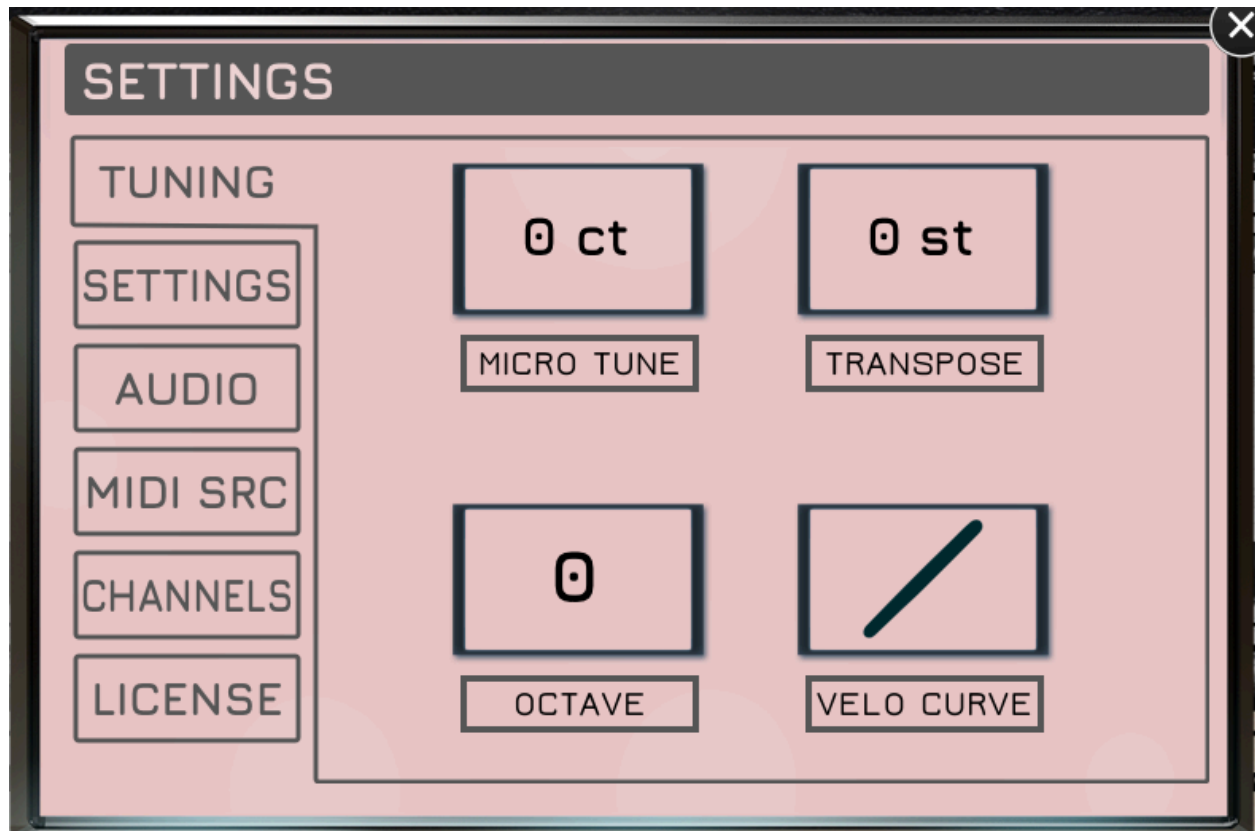 SETTINGS
TUNING
SETTINGS
AUDIO
MIDI SRC
CHANNELS
LICENSE
0 ct
0 st
MICRO TUNE
TRANSPOSE
0
OCTAVE
VELO CURVE